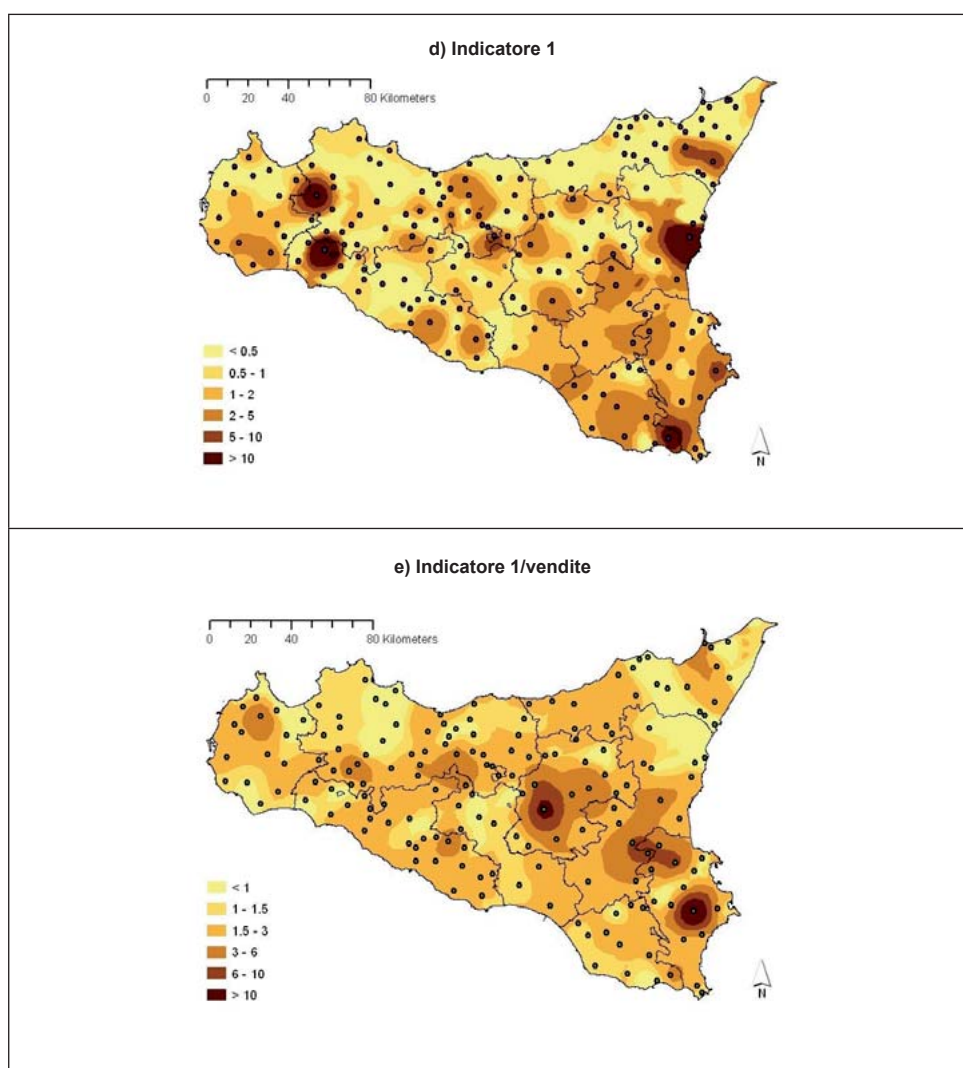 d) Indicatore 1
0 20 40 80 Kilometers
< 0.5
0.5 - 1
1 - 2
2 - 5
5 - 10
> 10
N
e) Indicatore 1/vendite
0 20 40 80 Kilometers
< 1
1 - 1.5
1.5 - 3
3 - 6
6 - 10
> 10
N